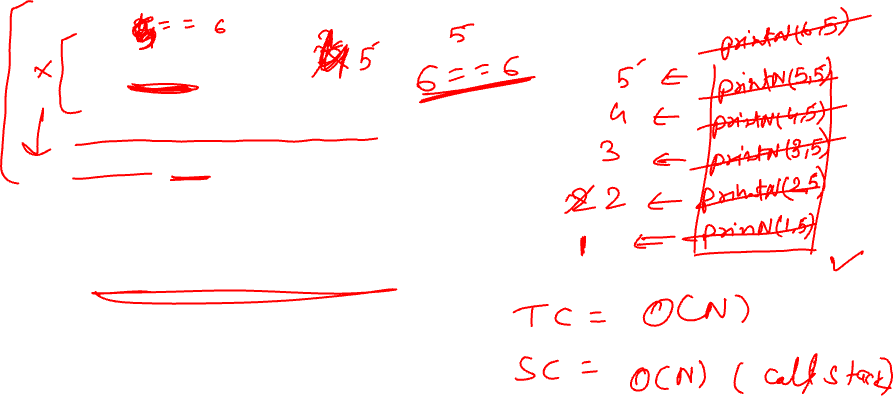 == 6
5
5
6 == 6
printN(6,5)
5 ← printN(5,5)
4 ← printN(4,5)
3 ← printN(3,5)
2 ← printN(2,5)
1 ← prinN(1,5)
TC = O(N)
SC = O(N) ( call stack)